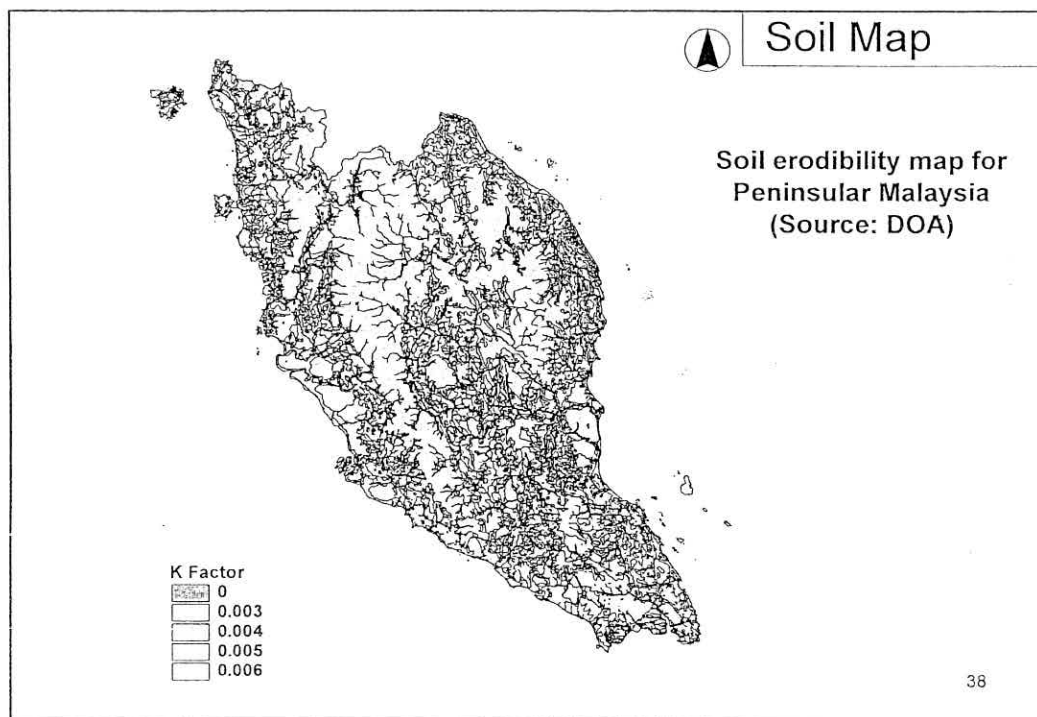 Soil Map
Soil erodibility map for
Peninsular Malaysia
(Source: DOA)
K Factor
0
0.003
0.004
0.005
0.006
38